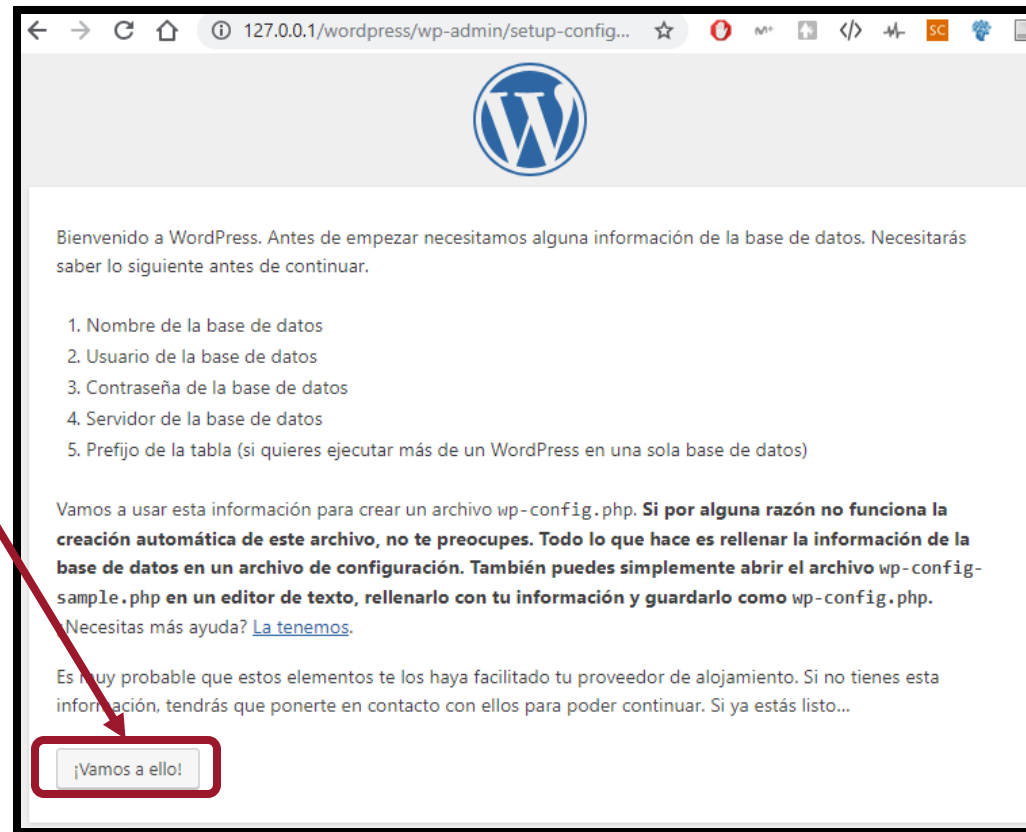 127.0.0.1/wordpress/wp-admin/setup-config...
SC
Bienvenido a WordPress. Antes de empezar necesitamos alguna información de la base de datos. Necesitarás
saber lo siguiente antes de continuar.
1. Nombre de la base de datos
2. Usuario de la base de datos
3. Contraseña de la base de datos
4. Servidor de la base de datos
5. Prefijo de la tabla (si quieres ejecutar más de un WordPress en una sola base de datos)
Vamos a usar esta información para crear un archivo wp-config.php. Si por alguna razón no funciona la
creación automática de este archivo, no te preocupes. Todo lo que hace es rellenar la información de la
base de datos en un archivo de configuración. También puedes simplemente abrir el archivo wp-config-
sample.php en un editor de texto, rellenarlo con tu información y guardarlo como wp-config.php.
¿Necesitas más ayuda? La tenemos.
Es muy probable que estos elementos te los haya facilitado tu proveedor de alojamiento. Si no tienes esta
información, tendrás que ponerte en contacto con ellos para poder continuar. Si ya estás listo...
¡Vamos a ello!